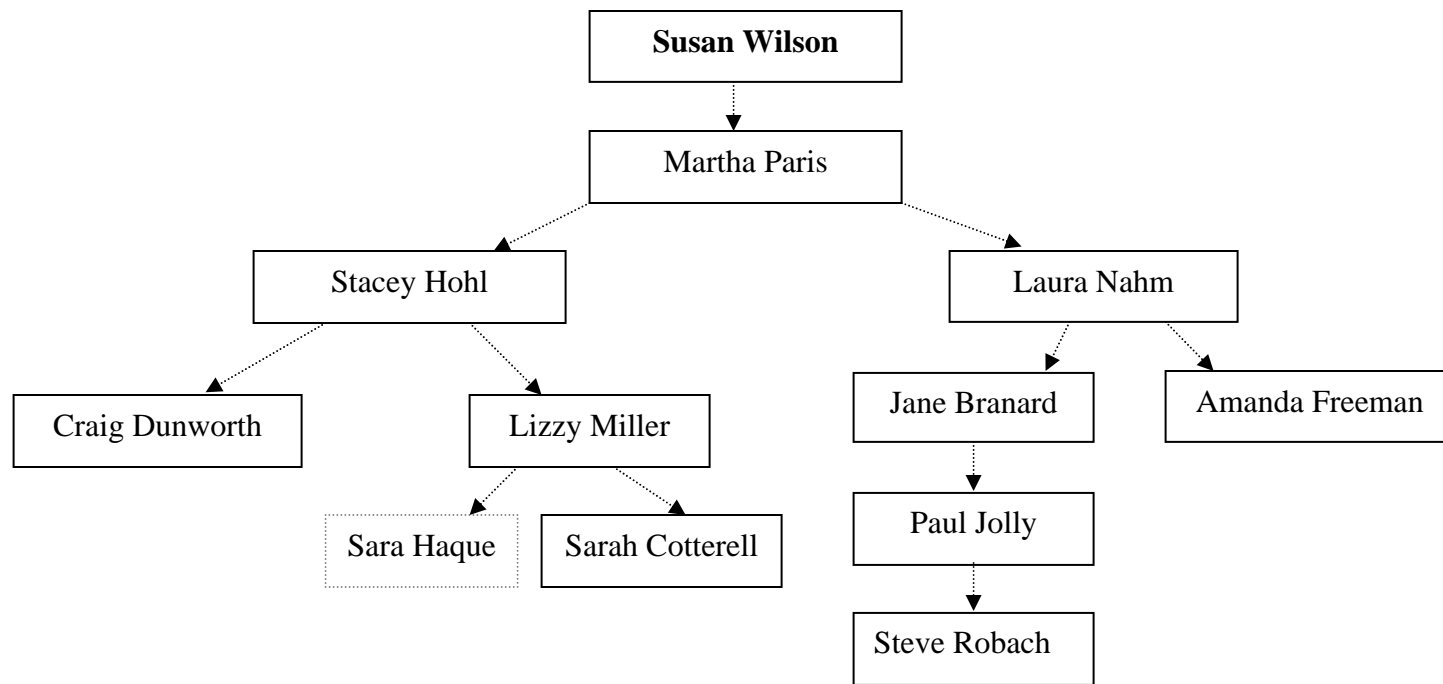 Susan Wilson
Martha Paris
Stacey Hohl
Laura Nahm
Craig Dunworth
Lizzy Miller
Jane Branard
Amanda Freeman
Sara Haque
Sarah Cotterell
Paul Jolly
Steve Robach